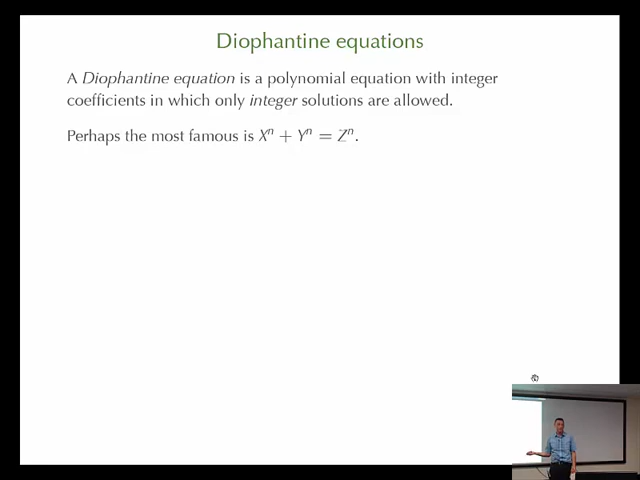 Diophantine equations
A Diophantine equation is a polynomial equation with integer
coefficients in which only integer solutions are allowed.
Perhaps the most famous is Xⁿ + Yⁿ = Zⁿ.